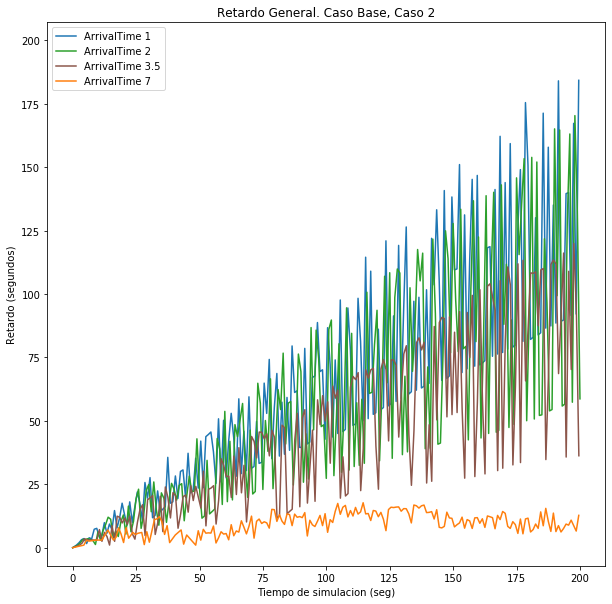 Retardo General. Caso Base, Caso 2
ArrivalTime 1
ArrivalTime 2
ArrivalTime 3.5
ArrivalTime 7
Retardo (segundos)
200
175
150
125
100
75
50
25
0
0 25 50 75 100 125 150 175 200
Tiempo de simulacion (seg)